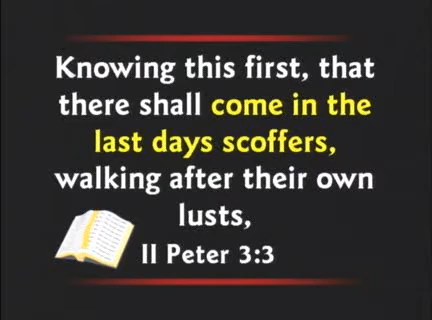 Knowing this first, that
there shall come in the
last days scoffers,
walking after their own
lusts,
II Peter 3:3